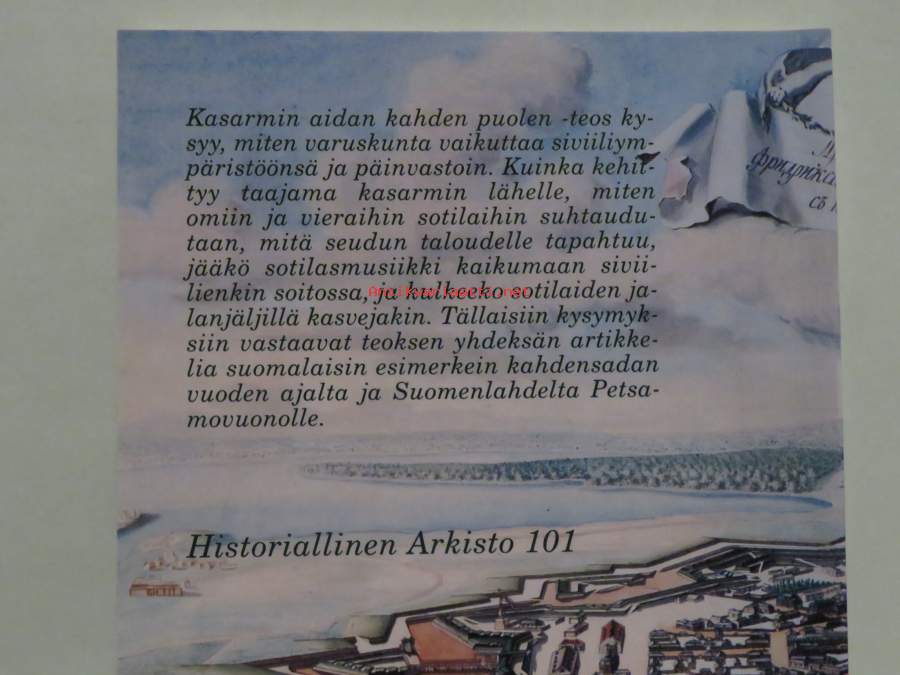 Kasarmin aidan kahden puolen -teos ky-
syy, miten varuskunta vaikuttaa siviiliym-
päristöönsä ja päinvastoin. Kuinka kehit-
tyy taajama kasarmin lähelle, miten
omiin ja vieraihin sotilaihin suhtaudu-
taan, mitä seudun taloudelle tapahtuu,
jääkö sotilasmusiikki kaikumaan sivii-
lienkin soitossa, ja kulkeeko sotilaiden ja-
lanjäljillä kasvejakin. Tällaisiin kysymyk-
siin vastaavat teoksen yhdeksän artikke-
lia suomalaisin esimerkein kahdensadan
vuoden ajalta ja Suomenlahdelta Petsa-
movuonolle.
Historiallinen Arkisto 101